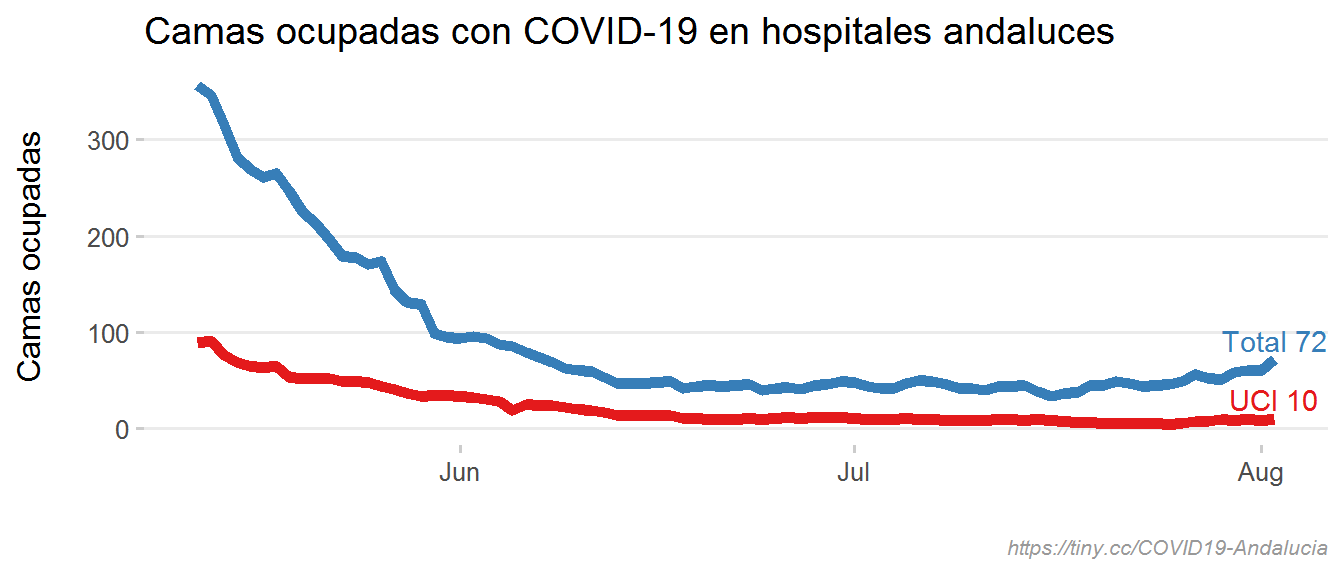 Camas ocupadas con COVID-19 en hospitales andaluces
Camas ocupadas
300
200
100
0
Total 72
UCI 10
Jun
Jul
Aug
https://tiny.cc/COVID19-Andalucia